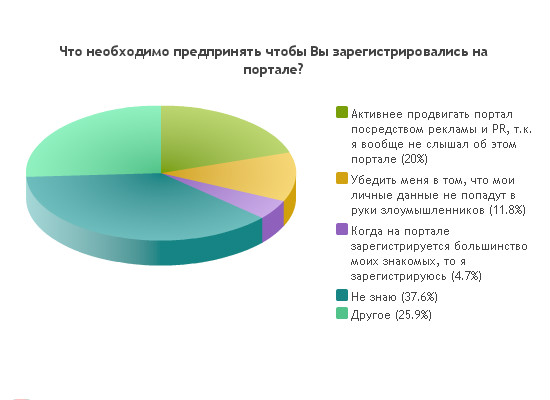 Что необходимо предпринять чтобы Вы зарегистрировались на
портале?
Активнее продвигать портал
посредством рекламы и PR, т.к.
я вообще не слышал об этом
портале (20%)
Убедить меня в том, что мои
личные данные не попадут в
руки злоумышленников (11.8%)
Когда на портале
зарегистрируется большинство
моих знакомых, то я
зарегистрируюсь (4.7%)
Не знаю (37.6%)
Другое (25.9%)